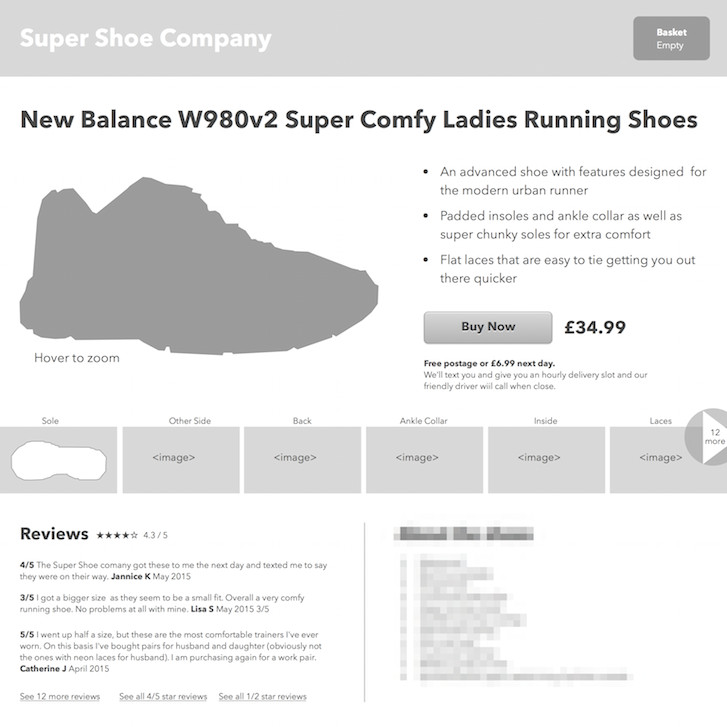 Super Shoe Company
Basket
Empty
New Balance W980v2 Super Comfy Ladies Running Shoes
Hover to zoom
• An advanced shoe with features designed for
the modern urban runner
• Padded insoles and ankle collar as well as
super chunky soles for extra comfort
• Flat laces that are easy to tie getting you out
there quicker
Buy Now £34.99
Free postage or £6.99 next day.
We'll text you and give you an hourly delivery slot and our
friendly driver wiil call when close.
Sole
Other Side
Back
Ankle Collar
Inside
Laces
<image>
<image>
<image>
<image>
<image>
12
more
Reviews ★★★★☆ 4.3 / 5
4/5 The Super Shoe comany got these to me the next day and texted me to say
they were on their way. Jannice K May 2015
3/5 I got a bigger size as they seem to be a small fit. Overall a very comfy
running shoe. No problems at all with mine. Lisa S May 2015 3/5
5/5 I went up half a size, but these are the most comfortable trainers I've ever
worn. On this basis I've bought pairs for husband and daughter (obviously not
the ones with neon laces for husband). I am purchasing again for a work pair.
Catherine J April 2015
See 12 more reviews
See all 4/5 star reviews
See all 1/2 star reviews